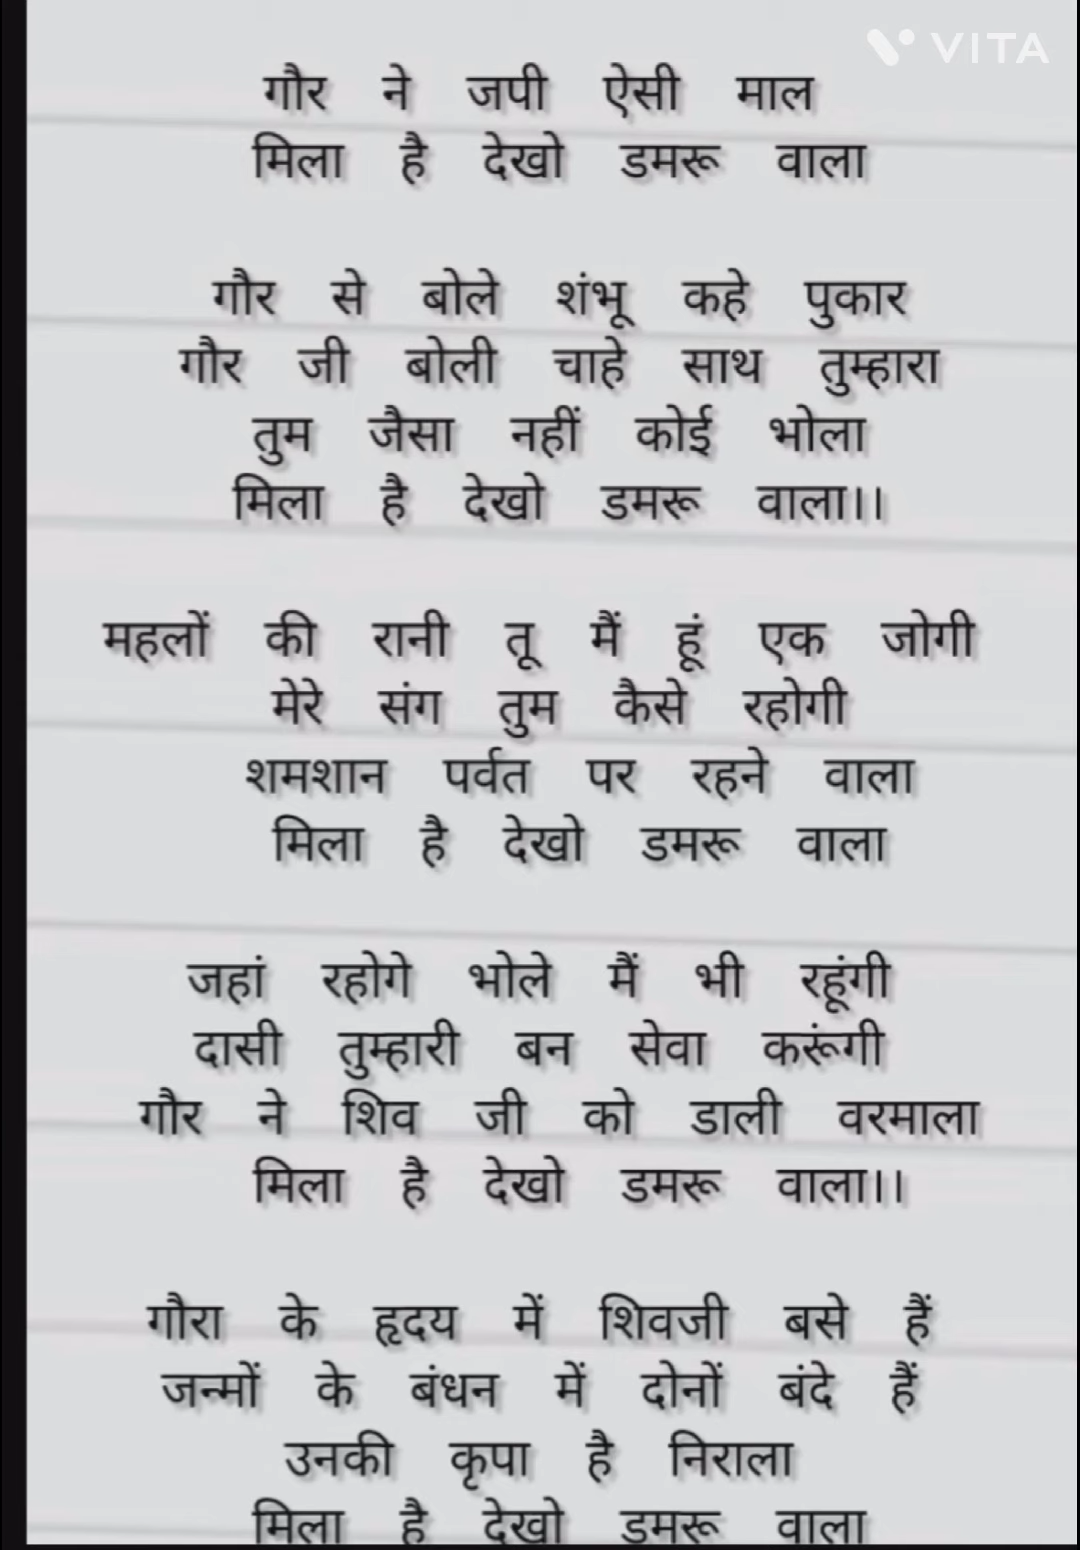 VITA
गौर ने जपी ऐसी माल
मिला है देखो डमरू वाला
गौर से बोले शंभू कहे पुकार
गौर जी बोली चाहे साथ तुम्हारा
तुम जैसा नहीं कोई भोला
मिला है देखो डमरू वाला।।
महलों की रानी तू मैं हूं एक जोगी
मेरे संग तुम कैसे रहोगी
शमशान पर्वत पर रहने वाला
मिला है देखो डमरू वाला
जहां रहोगे भोले मैं भी रहूंगी
दासी तुम्हारी बन सेवा करूंगी
गौर ने शिव जी को डाली वरमाला
मिला है देखो डमरू वाला।।
गौरा के हृदय में शिवजी बसे हैं
जन्मों के बंधन में दोनों बंदे हैं
उनकी कृपा है निराला
मिला है देखो डमरू वाला